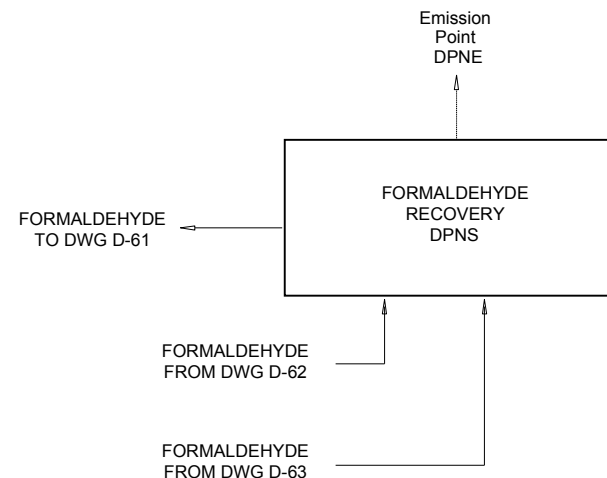 Emission
Point
DPNE
FORMALDEHYDE
RECOVERY
DPNS
FORMALDEHYDE
TO DWG D-61
FORMALDEHYDE
FROM DWG D-62
FORMALDEHYDE
FROM DWG D-63